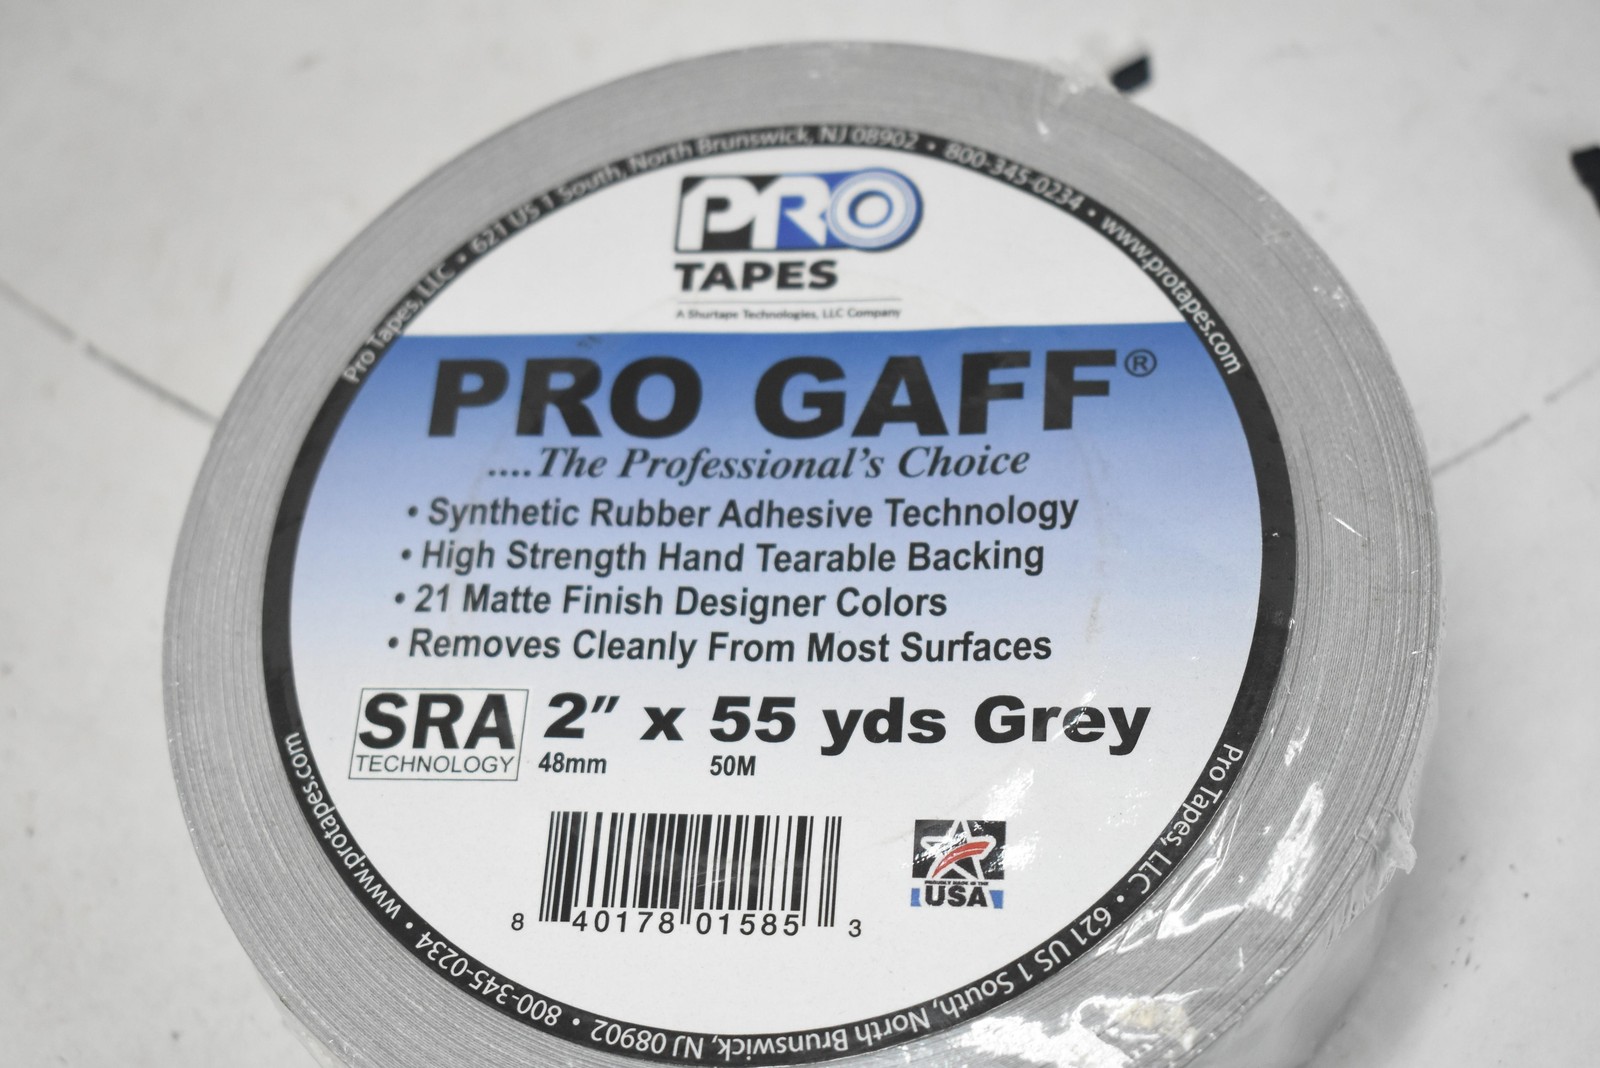 Pro Tapes, LLC • 621 US 1 South, North Brunswick, NJ 08902 • 800-345-0234 • www.protapes.com
PRO
TAPES
A Shurtape Technologies, LLC Company
PRO GAFF®
....The Professional's Choice
• Synthetic Rubber Adhesive Technology
• High Strength Hand Tearable Backing
• 21 Matte Finish Designer Colors
• Removes Cleanly From Most Surfaces
SRA
TECHNOLOGY
2" x 55 yds Grey
48mm 50M
8 40178 01585 3
PROUDLY MADE IN THE
USA
Pro Tapes, LLC • 621 US 1 South, North Brunswick, NJ 08902 • 800-345-0234 • www.protapes.com